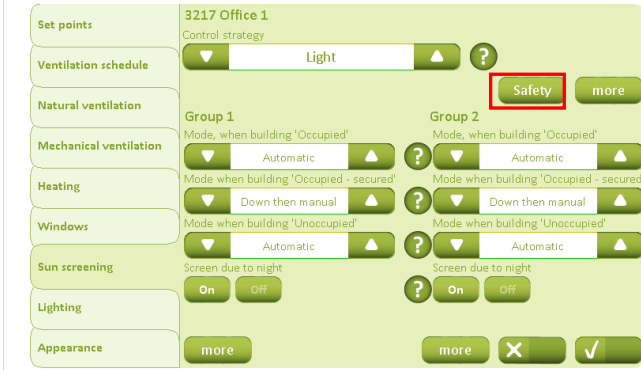 Set points
Ventilation schedule
Natural ventilation
Mechanical ventilation
Heating
Windows
Sun screening
Lighting
Appearance
3217 Office 1
Control strategy
Light
?
Safety more
Group 1
Mode, when building 'Occupied'
Automatic
?
Mode when building 'Occupied - secured'
Down then manual
?
Mode when building 'Unoccupied'
Automatic
?
Screen due to night
On Off
?
more
Group 2
Mode, when building 'Occupied'
Automatic
Mode when building 'Occupied - secured
Down then manual
Mode when building 'Unoccupied'
Automatic
Screen due to night
On Off
more